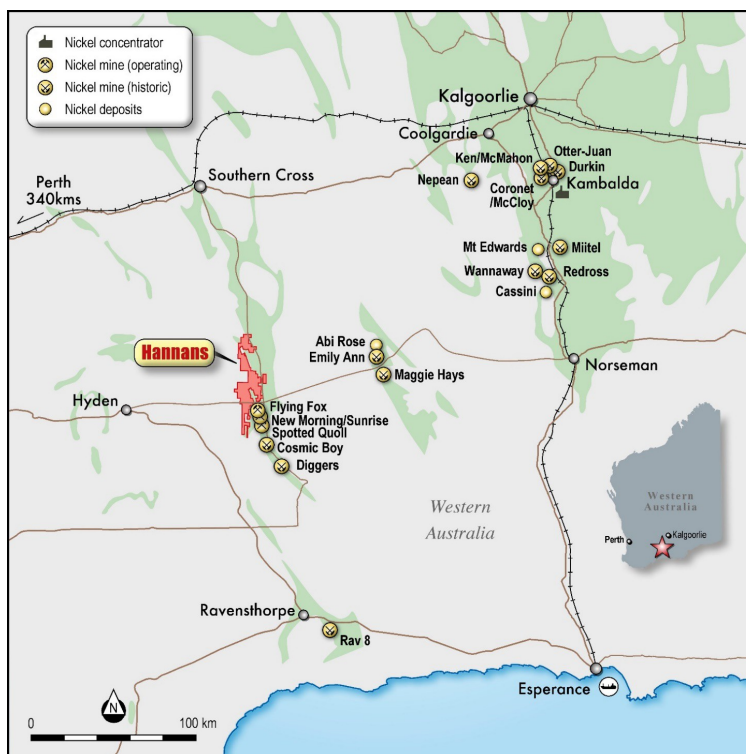 Nickel concentrator
Nickel mine (operating)
Nickel mine (historic)
Nickel deposits
Kalgoorlie
Coolgardie
Otter-Juan
Ken/McMahon
Durkin
Nepean
Coronet
/McCloy
Kambalda
Perth
340kms
Southern Cross
Mt Edwards
Miitel
Wannaway
Redross
Cassini
Abi Rose
Emily Ann
Hannans
Maggie Hays
Norseman
Hyden
Flying Fox
New Morning/Sunrise
Spotted Quoll
Cosmic Boy
Diggers
Western
Australia
Western
Australia
Perth
Kalgoorlie
Ravensthorpe
Rav 8
Esperance
N
0
100 km